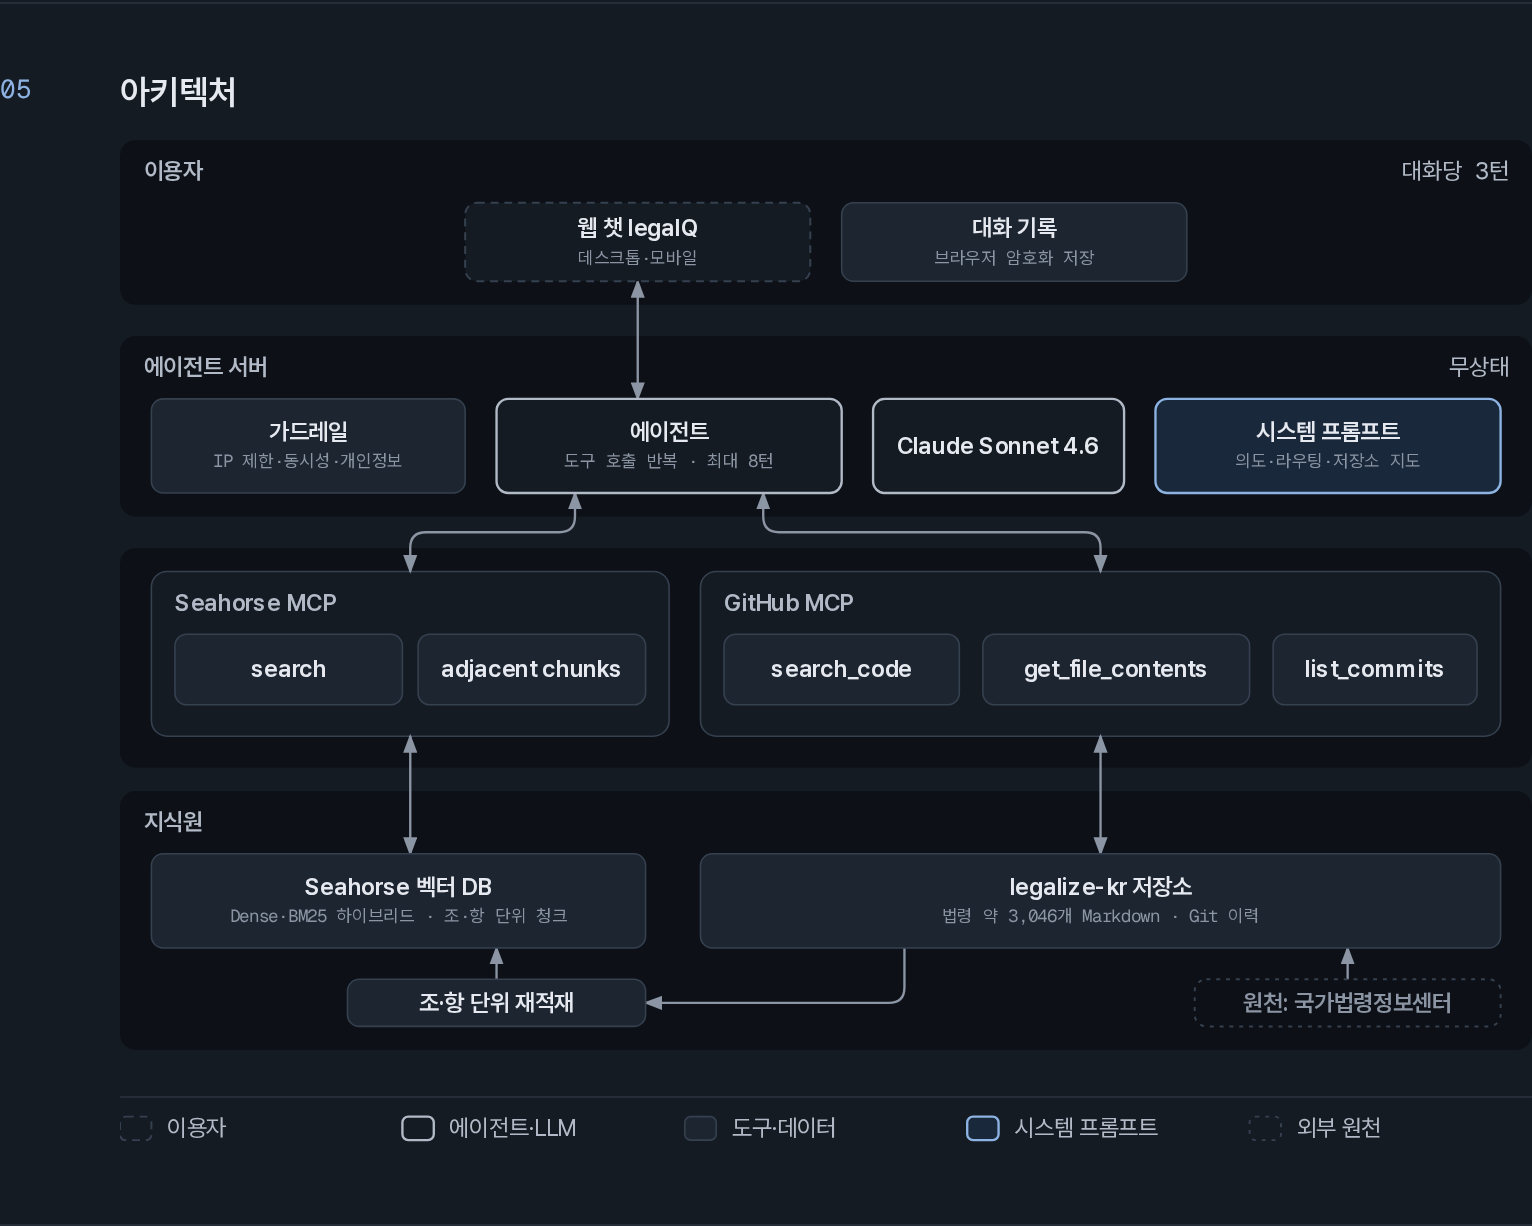 05
아키텍처
이용자
대화당 3턴
웹 챗 legalQ
데스크톱·모바일
대화 기록
브라우저 암호화 저장
에이전트 서버
무상태
가드레일
IP 제한·동시성·개인정보
에이전트
도구 호출 반복 · 최대 8턴
Claude Sonnet 4.6
시스템 프롬프트
의도·라우팅·저장소 지도
Seahorse MCP
search
adjacent chunks
GitHub MCP
search_code
get_file_contents
list_commits
지식원
Seahorse 벡터 DB
Dense·BM25 하이브리드 · 조·항 단위 청크
legalize-kr 저장소
법령 약 3,046개 Markdown · Git 이력
조·항 단위 재적재
원천: 국가법령정보센터
이용자
에이전트·LLM
도구·데이터
시스템 프롬프트
외부 원천